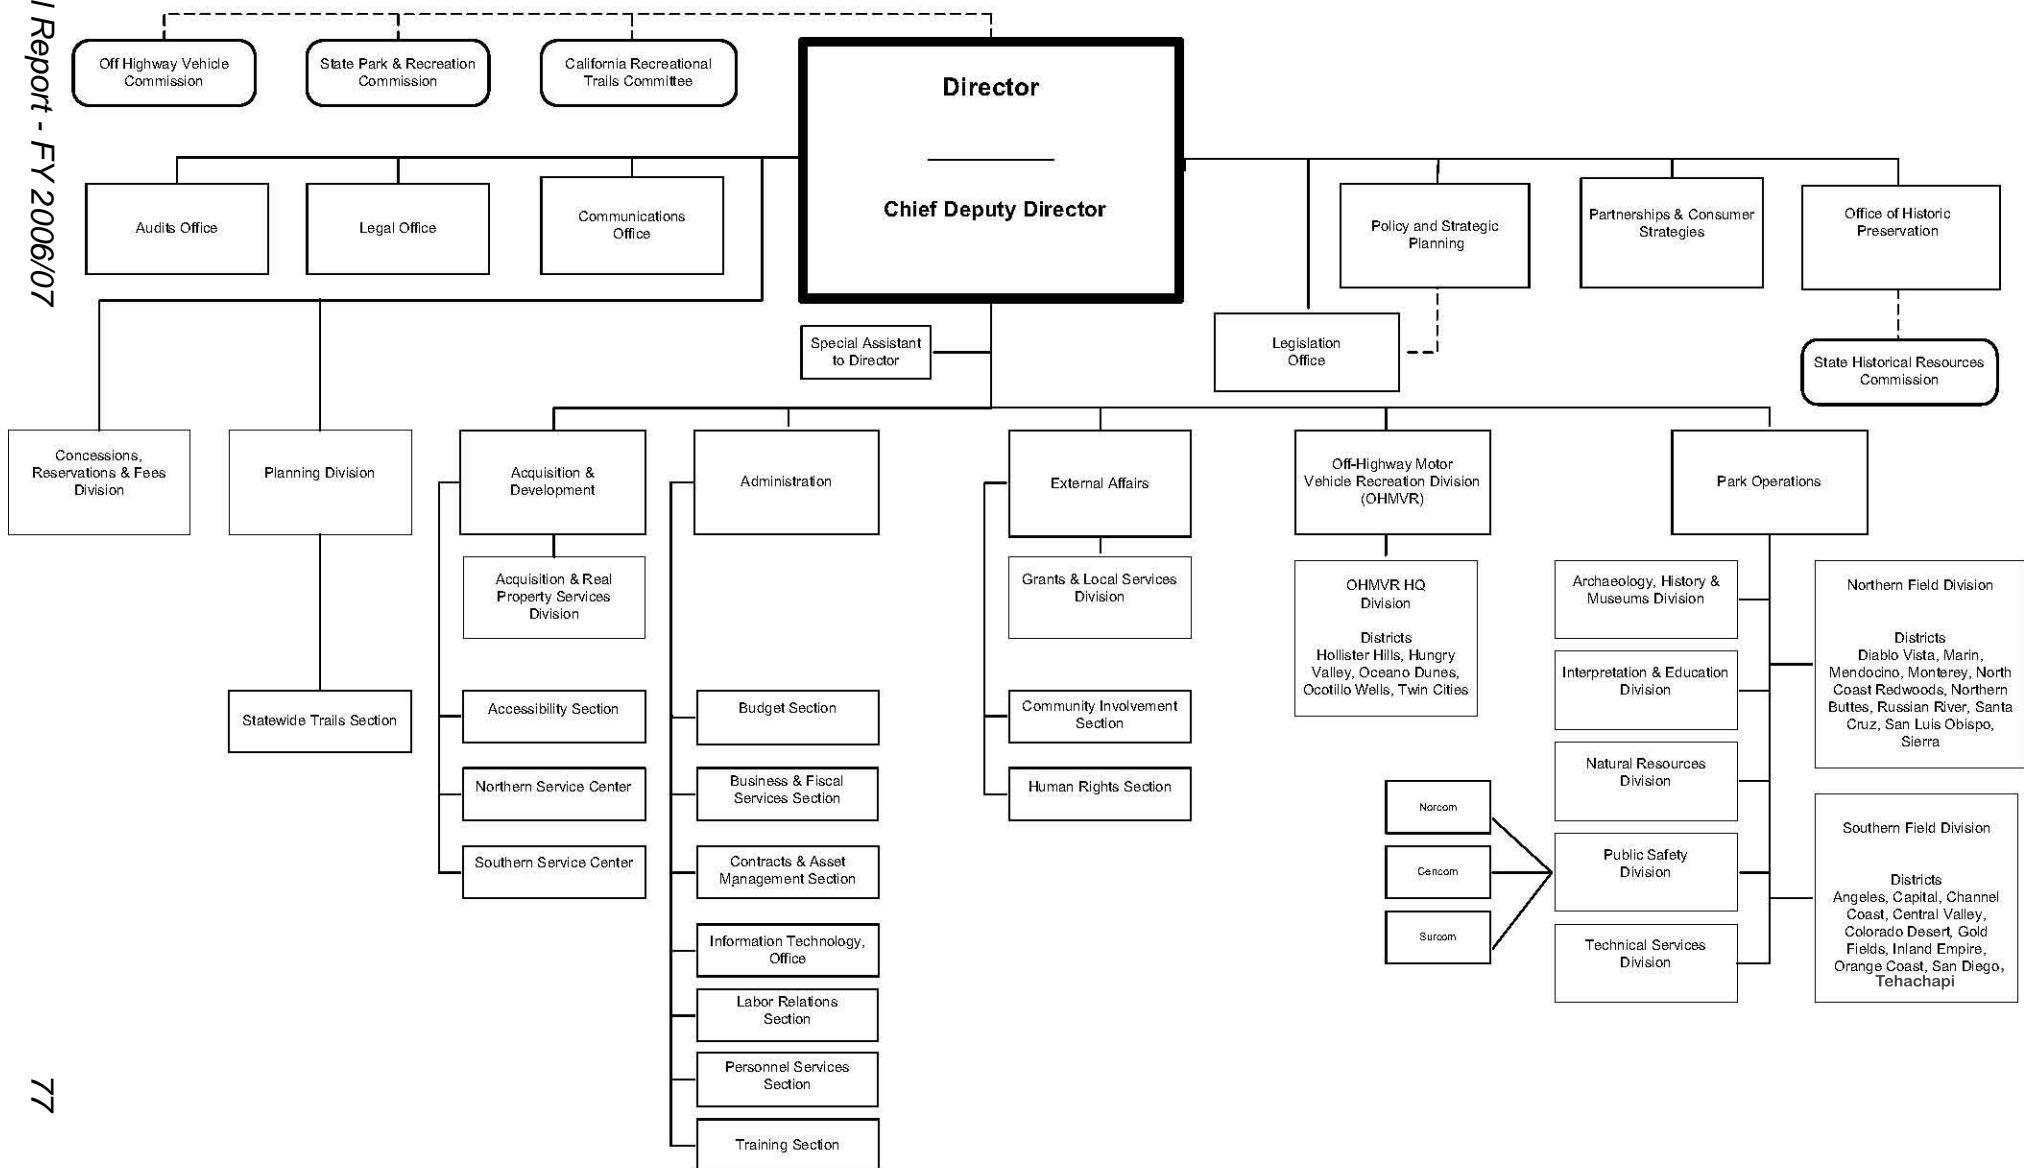 l Report - FY 2006/07
77
Off Highway Vehicle
Commission
State Park & Recreation
Commission
California Recreational
Trails Committee
Director
Chief Deputy Director
Audits Office
Legal Office
Communications
Office
Policy and Strategic
Planning
Partnerships & Consumer
Strategies
Office of Historic
Preservation
Special Assistant
to Director
Legislation
Office
State Historical Resources
Commission
Concessions,
Reservations & Fees
Division
Planning Division
Acquisition &
Development
Administration
External Affairs
Off-Highway Motor
Vehicle Recreation Division
(OHMVR)
Park Operations
Statewide Trails Section
Acquisition & Real
Property Services
Division
Accessibility Section
Northern Service Center
Southern Service Center
Budget Section
Business & Fiscal
Services Section
Contracts & Asset
Management Section
Information Technology,
Office
Labor Relations
Section
Personnel Services
Section
Training Section
Grants & Local Services
Division
Community Involvement
Section
Human Rights Section
OHMVR HQ
Division
Districts
Hollister Hills, Hungry
Valley, Oceano Dunes,
Ocotillo Wells, Twin Cities
Norcom
Cencom
Surcom
Archaeology, History &
Museums Division
Interpretation & Education
Division
Natural Resources
Division
Public Safety
Division
Technical Services
Division
Northern Field Division
Districts
Diablo Vista, Marin,
Mendocino, Monterey, North
Coast Redwoods, Northern
Buttes, Russian River, Santa
Cruz, San Luis Obispo,
Sierra
Southern Field Division
Districts
Angeles, Capital, Channel
Coast, Central Valley,
Colorado Desert, Gold
Fields, Inland Empire,
Orange Coast, San Diego,
Tehachapi